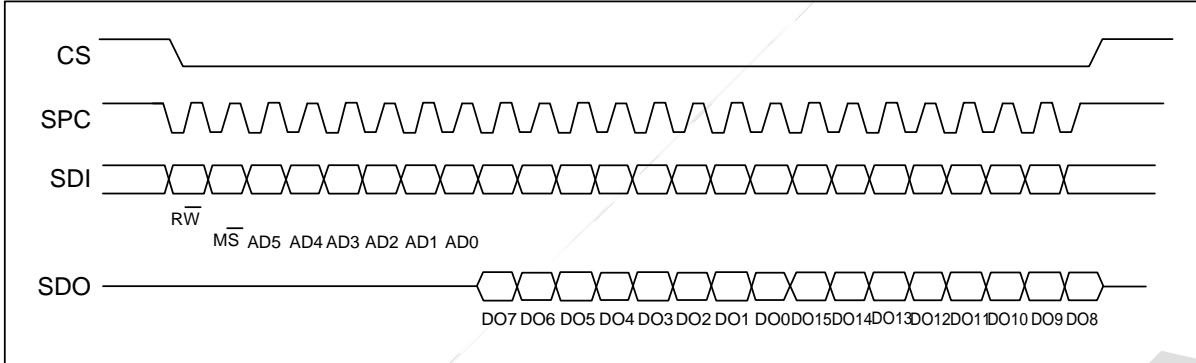 CS
SPC
SDI
RW̅
MS̅ AD5 AD4 AD3 AD2 AD1 AD0
SDO
DO7 DO6 DO5 DO4 DO3 DO2 DO1 DO0 DO15 DO14 DO13 DO12 DO11 DO10 DO9 DO8